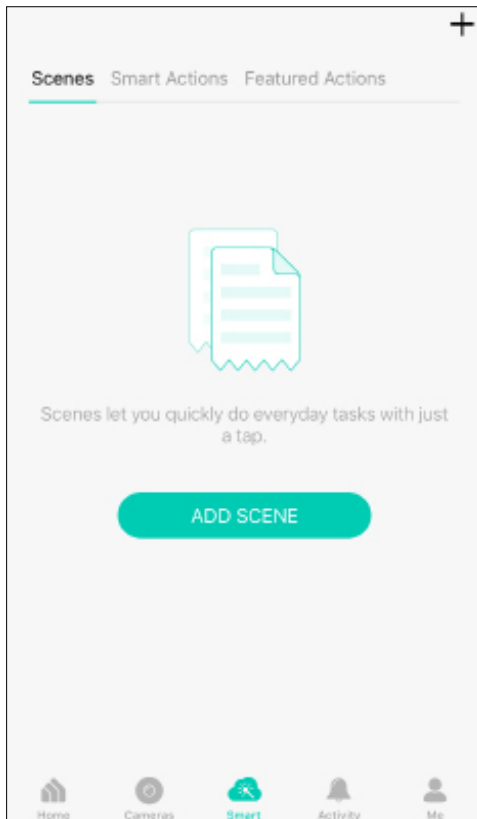 +
Scenes Smart Actions Featured Actions
Scenes let you quickly do everyday tasks with just
a tap.
ADD SCENE
Home Cameras Smart Activity Me